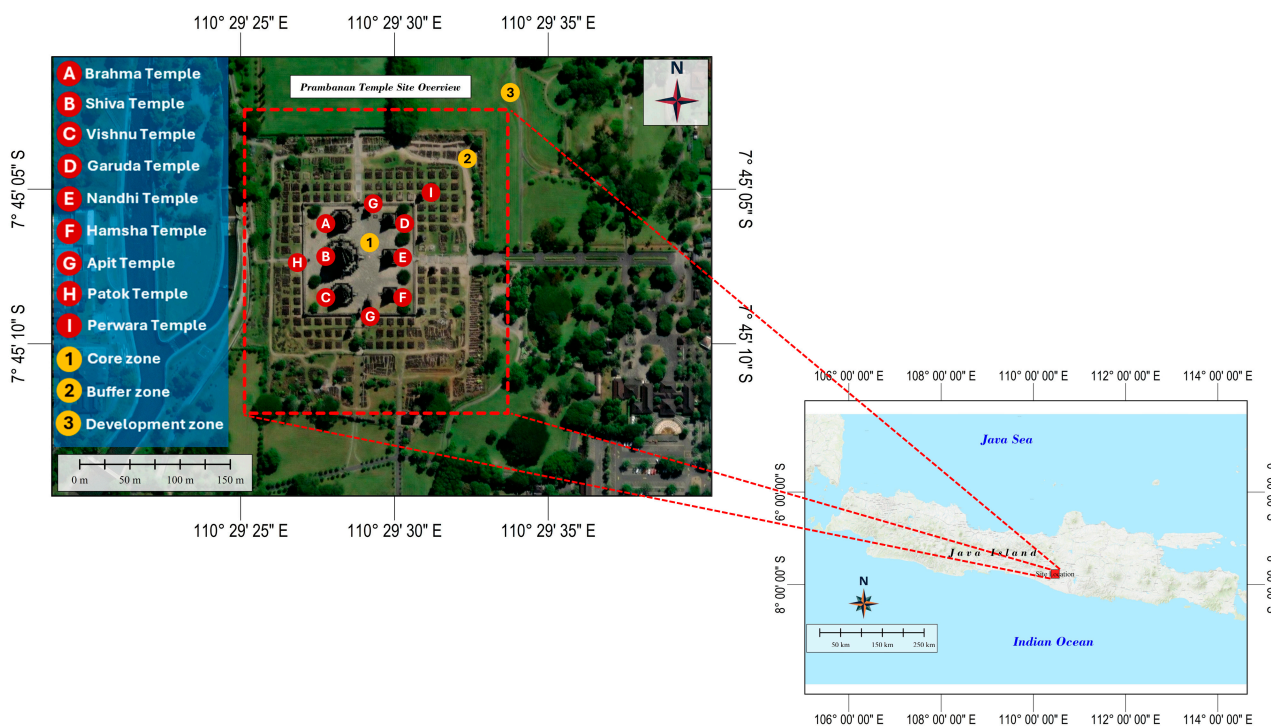 110° 29' 25" E
110° 29' 30" E
110° 29' 35" E
A Brahma Temple
B Shiva Temple
C Vishnu Temple
D Garuda Temple
E Nandhi Temple
F Hamsha Temple
G Apit Temple
H Patok Temple
I Perwara Temple
1 Core zone
2 Buffer zone
3 Development zone
Prambanan Temple Site Overview
N
3
2
I
G
A
D
1
B
E
H
C
F
G
7° 45' 05" S
7° 45' 10" S
7° 45' 05" S
7° 45' 10" S
0 m 50 m 100 m 150 m
110° 29' 25" E
110° 29' 30" E
110° 29' 35" E
106° 00' 00" E
108° 00' 00" E
110° 00' 00" E
112° 00' 00" E
114° 00' 00" E
Java Sea
Java Island
Site Location
N
50 km 150 km 250 km
Indian Ocean
6° 00' 00" S
8° 00' 00" S
106° 00' 00" E
108° 00' 00" E
110° 00' 00" E
112° 00' 00" E
114° 00' 00" E